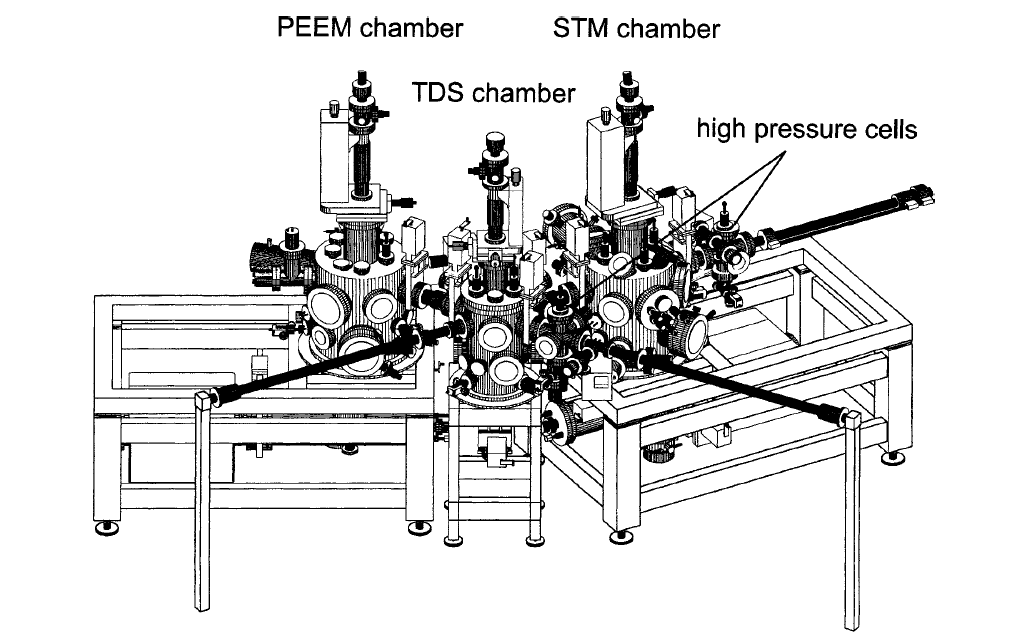 PEEM chamber
STM chamber
TDS chamber
high pressure cells